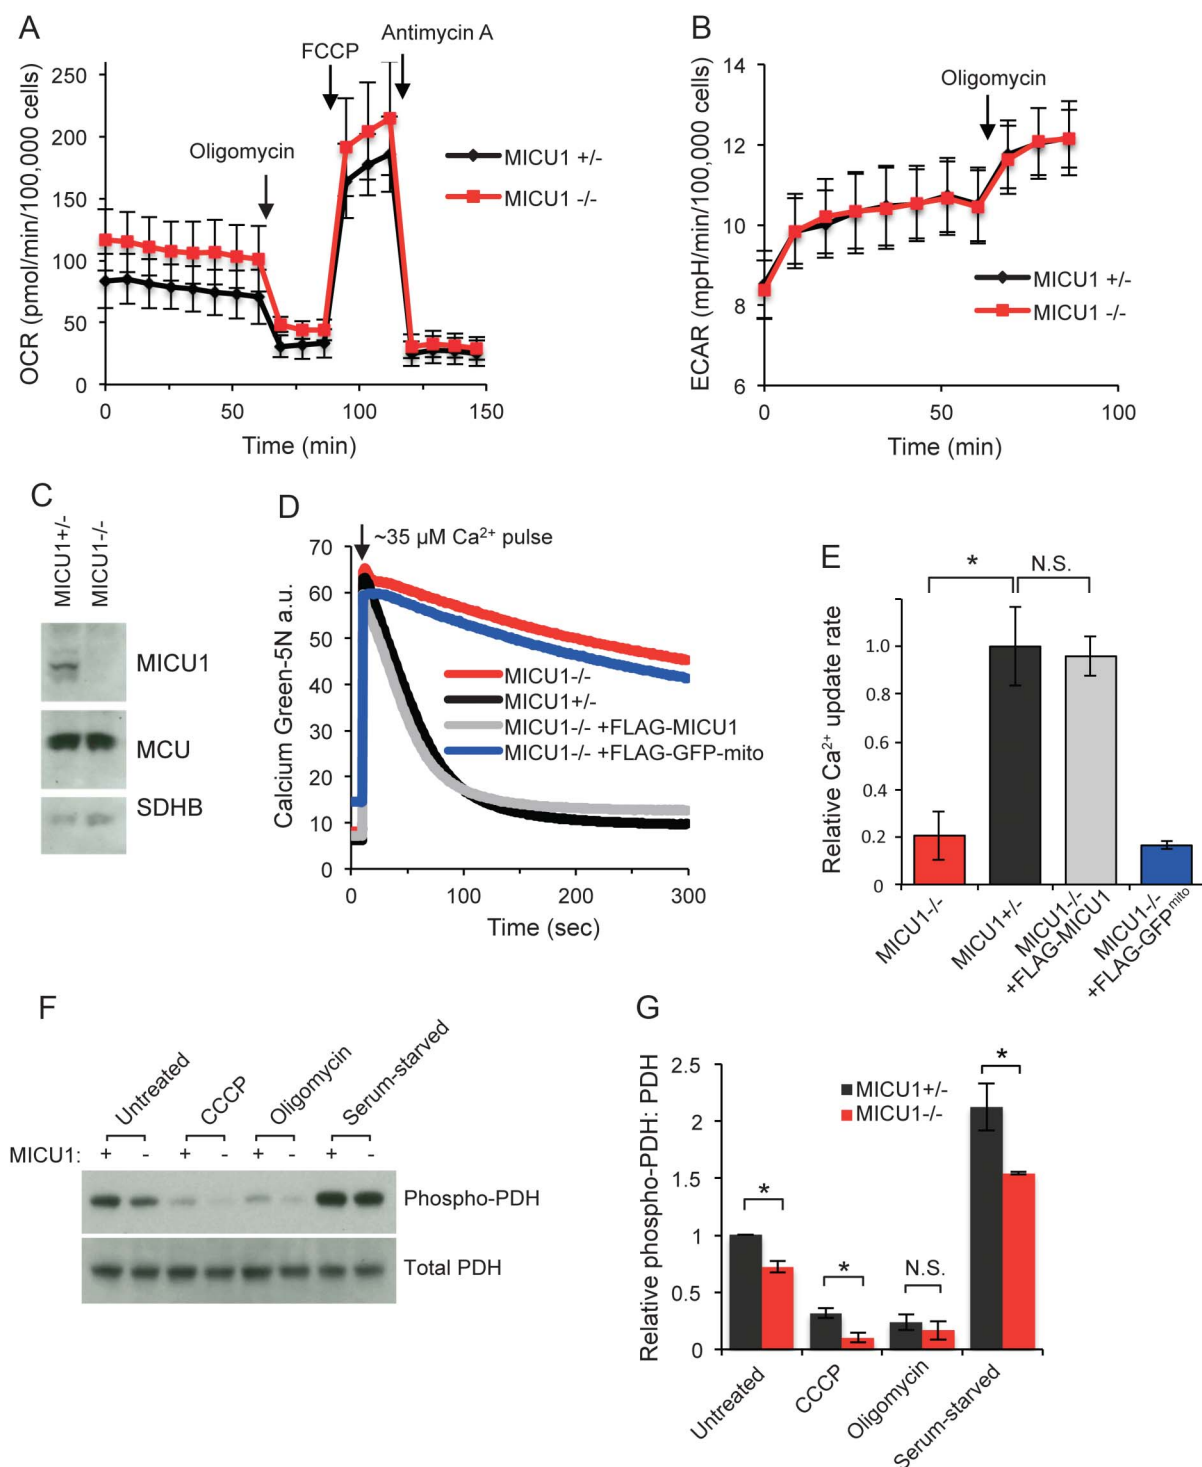 A
OCR (pmol/min/100,000 cells)
250
200
150
100
50
0
0
50
100
150
Time (min)
Oligomycin
FCCP
Antimycin A
MICU1 +/-
MICU1 -/-
B
ECAR (mpH/min/100,000 cells)
14
12
10
8
6
0
50
100
Time (min)
Oligomycin
MICU1 +/-
MICU1 -/-
C
MICU1+/-
MICU1-/-
MICU1
MCU
SDHB
D
~35 µM Ca²⁺ pulse
Calcium Green-5N a.u.
70
60
50
40
30
20
10
0
0
100
200
300
Time (sec)
MICU1-/-
MICU1+/-
MICU1-/- +FLAG-MICU1
MICU1-/- +FLAG-GFP-mito
E
*
N.S.
Relative Ca²⁺ update rate
1.0
0.8
0.6
0.4
0.2
0
MICU1-/-
MICU1+/-
MICU1-/-
+FLAG-MICU1
MICU1-/-
+FLAG-GFPmito
F
Untreated
CCCP
Oligomycin
Serum-starved
MICU1: + - + - + - + -
Phospho-PDH
Total PDH
G
Relative phospho-PDH: PDH
2.5
2
1.5
1
0.5
0
MICU1+/-
MICU1-/-
*
*
N.S.
*
Untreated
CCCP
Oligomycin
Serum-starved